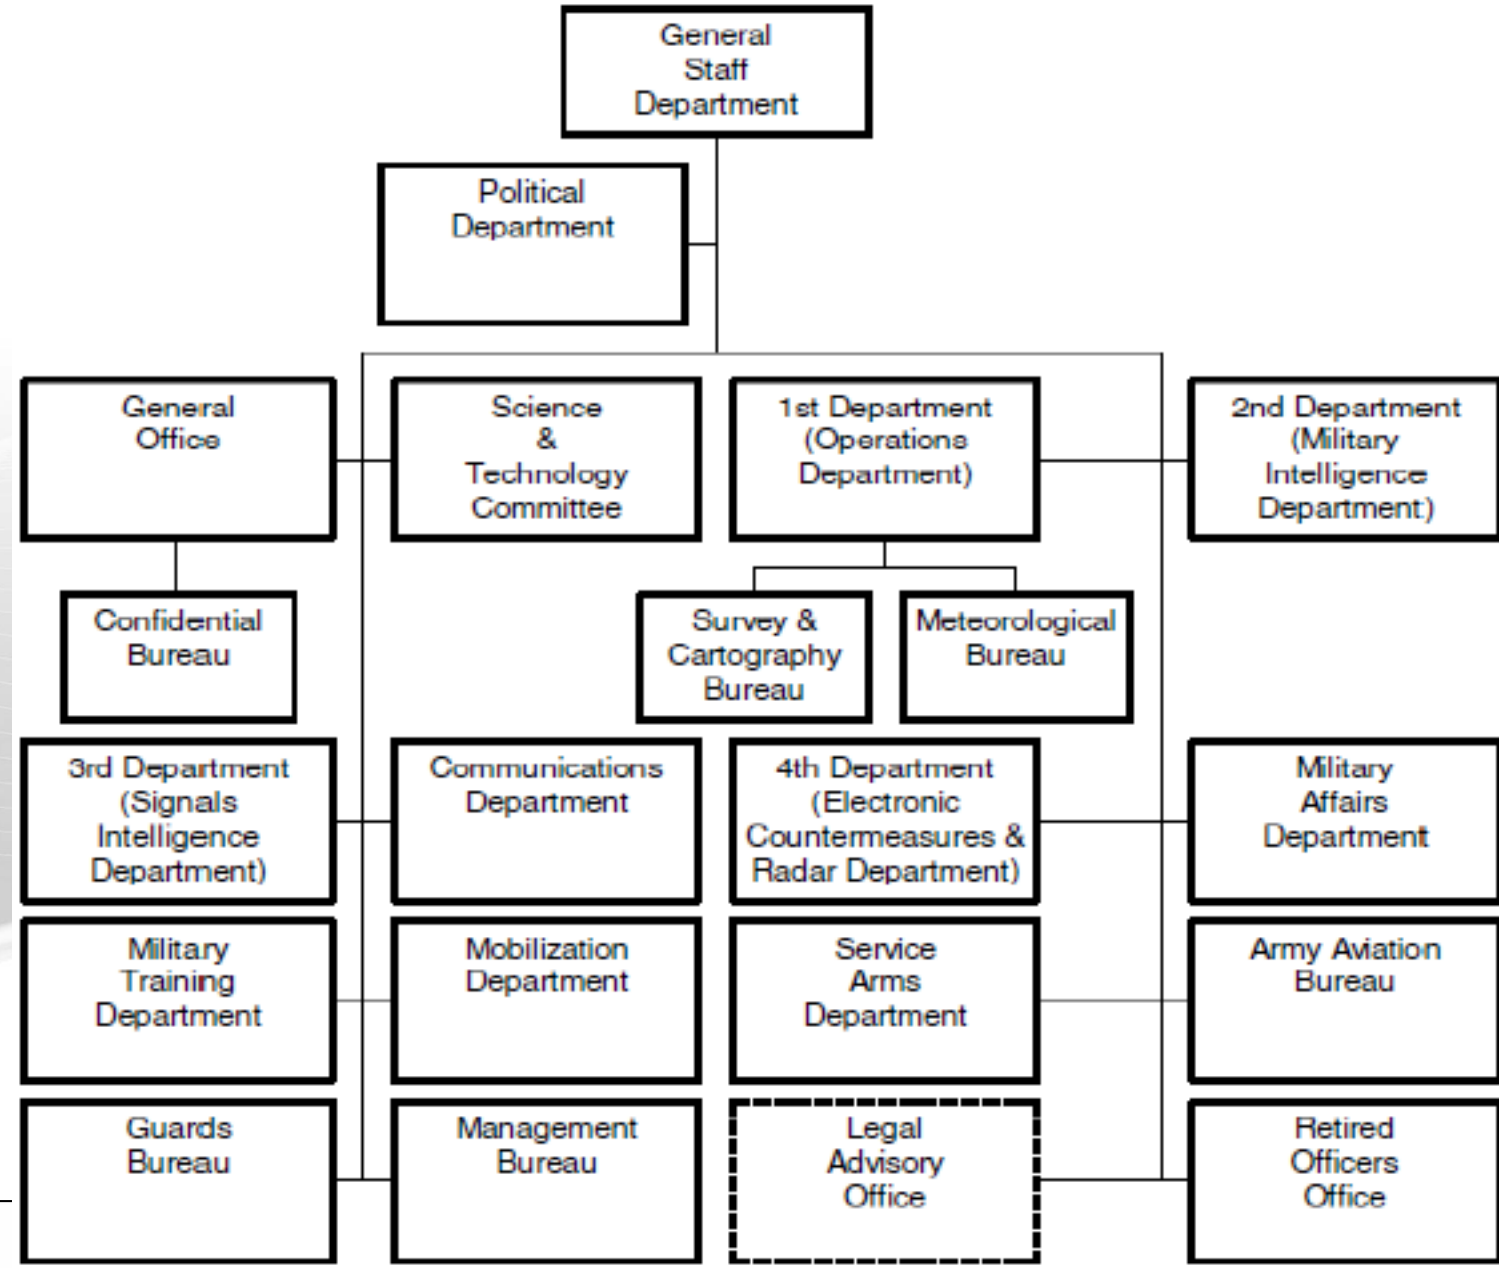 General
Staff
Department
Political
Department
General
Office
Science
&
Technology
Committee
1st Department
(Operations
Department)
2nd Department
(Military
Intelligence
Department)
Confidential
Bureau
Survey &
Cartography
Bureau
Meteorological
Bureau
3rd Department
(Signals
Intelligence
Department)
Communications
Department
4th Department
(Electronic
Countermeasures &
Radar Department)
Military
Affairs
Department
Military
Training
Department
Mobilization
Department
Service
Arms
Department
Army Aviation
Bureau
Guards
Bureau
Management
Bureau
Legal
Advisory
Office
Retired
Officers
Office